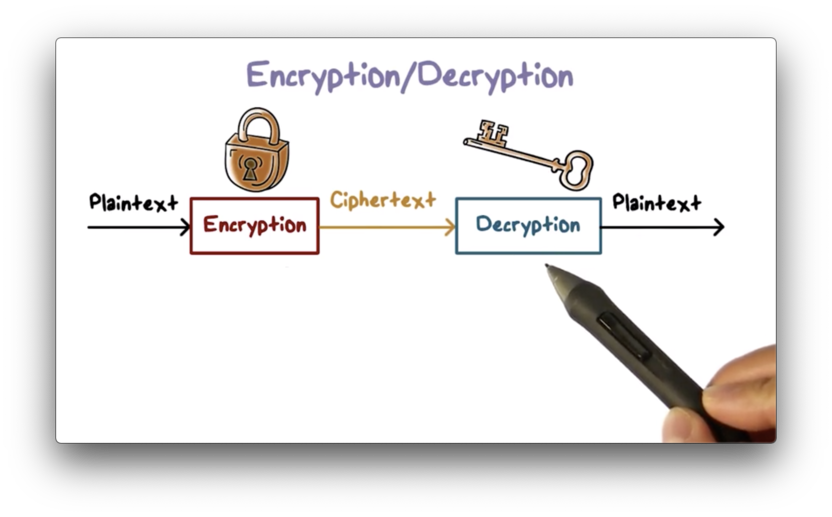 Encryption/Decryption
Plaintext
Encryption
Ciphertext
Decryption
Plaintext